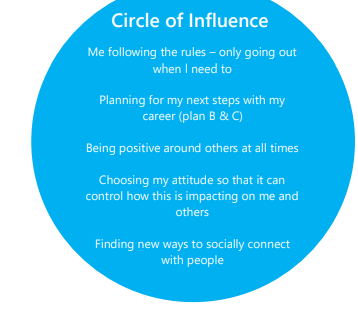 Circle of Influence
Me following the rules – only going out
when I need to
Planning for my next steps with my
career (plan B & C)
Being positive around others at all times
Choosing my attitude so that it can
control how this is impacting on me and
others
Finding new ways to socially connect
with people